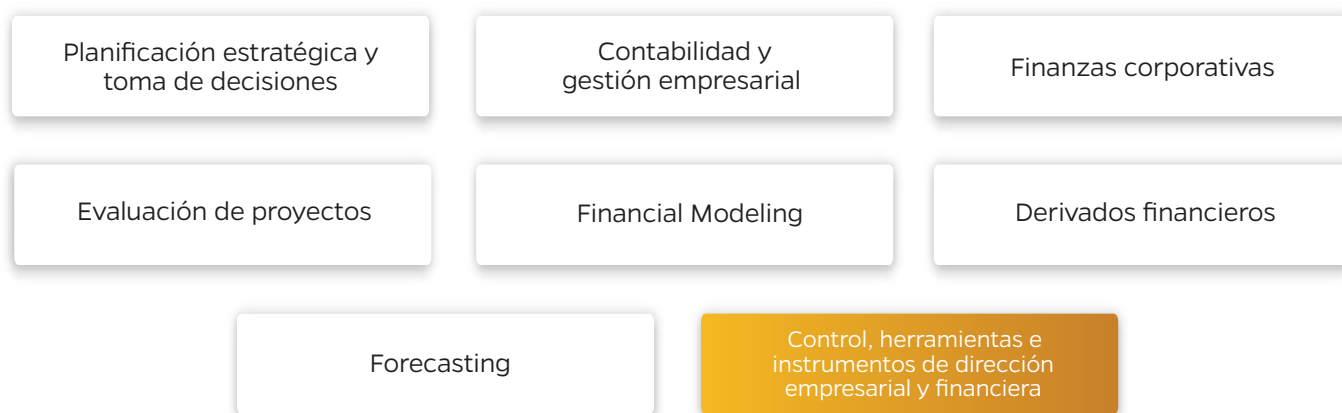 Planificación estratégica y
toma de decisiones
Contabilidad y
gestión empresarial
Finanzas corporativas
Evaluación de proyectos
Financial Modeling
Derivados financieros
Forecasting
Control, herramientas e
instrumentos de dirección
empresarial y financiera